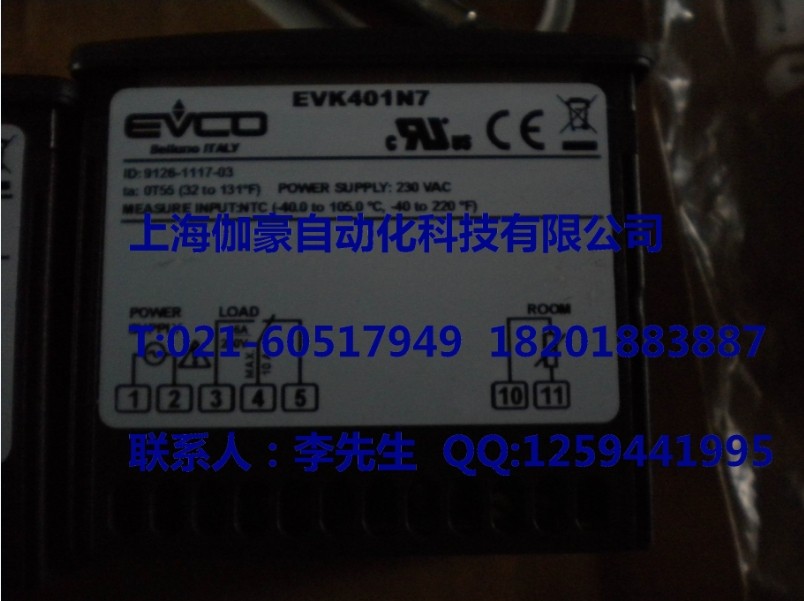 EVK401N7
EVCO
Belluno ITALY
c RU us CE
ID: 9126-1117-03
ta: 0T55 (32 to 131°F) POWER SUPPLY: 230 VAC
MEASURE INPUT:NTC (-40.0 to 105.0 °C, -40 to 220 °F)
上海伽豪自动化科技有限公司
POWER LOAD ROOM
T:021-60517949 18201883887
MAX 10
1 2 3 4 5 10 11
联系人：李先生 QQ:1259441995